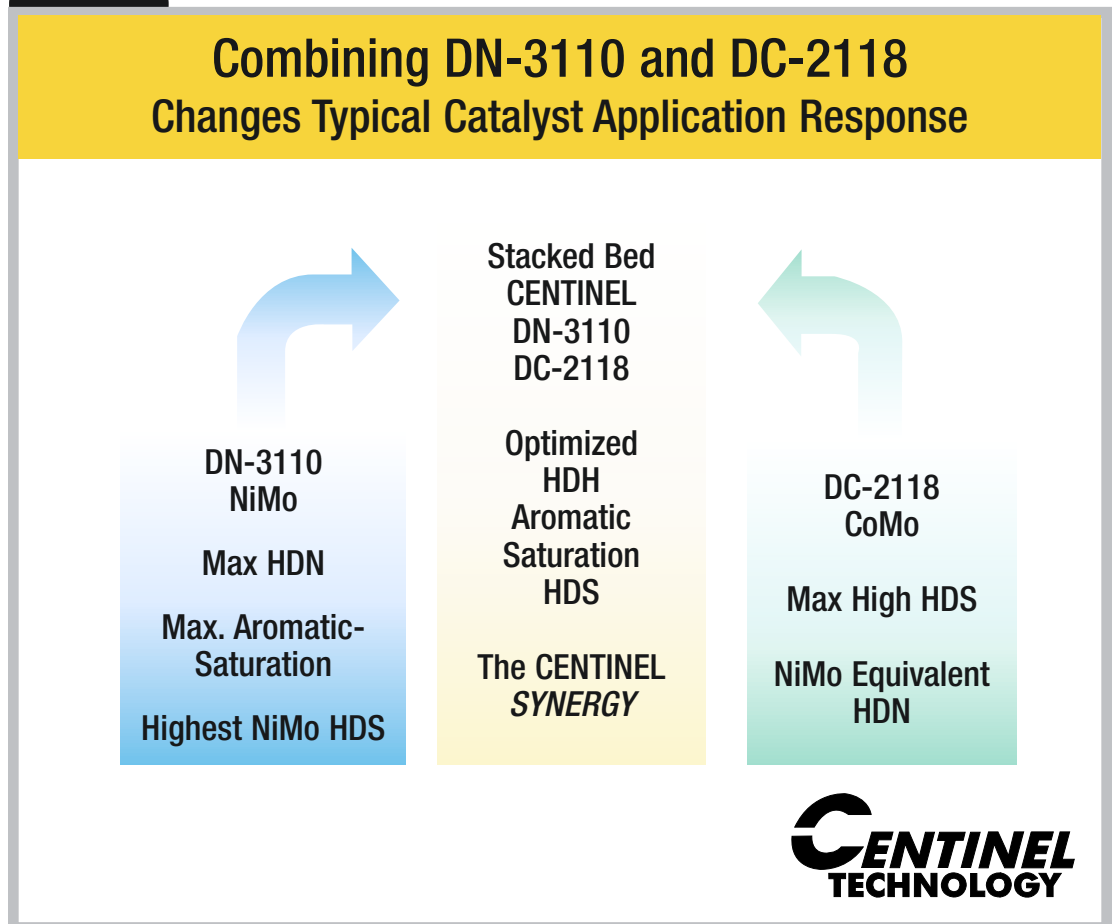 Combining DN-3110 and DC-2118
Changes Typical Catalyst Application Response
DN-3110
NiMo
Max HDN
Max. Aromatic-
Saturation
Highest NiMo HDS
Stacked Bed
CENTINEL
DN-3110
DC-2118
Optimized
HDH
Aromatic
Saturation
HDS
The CENTINEL
SYNERGY
DC-2118
CoMo
Max High HDS
NiMo Equivalent
HDN
CENTINEL
TECHNOLOGY